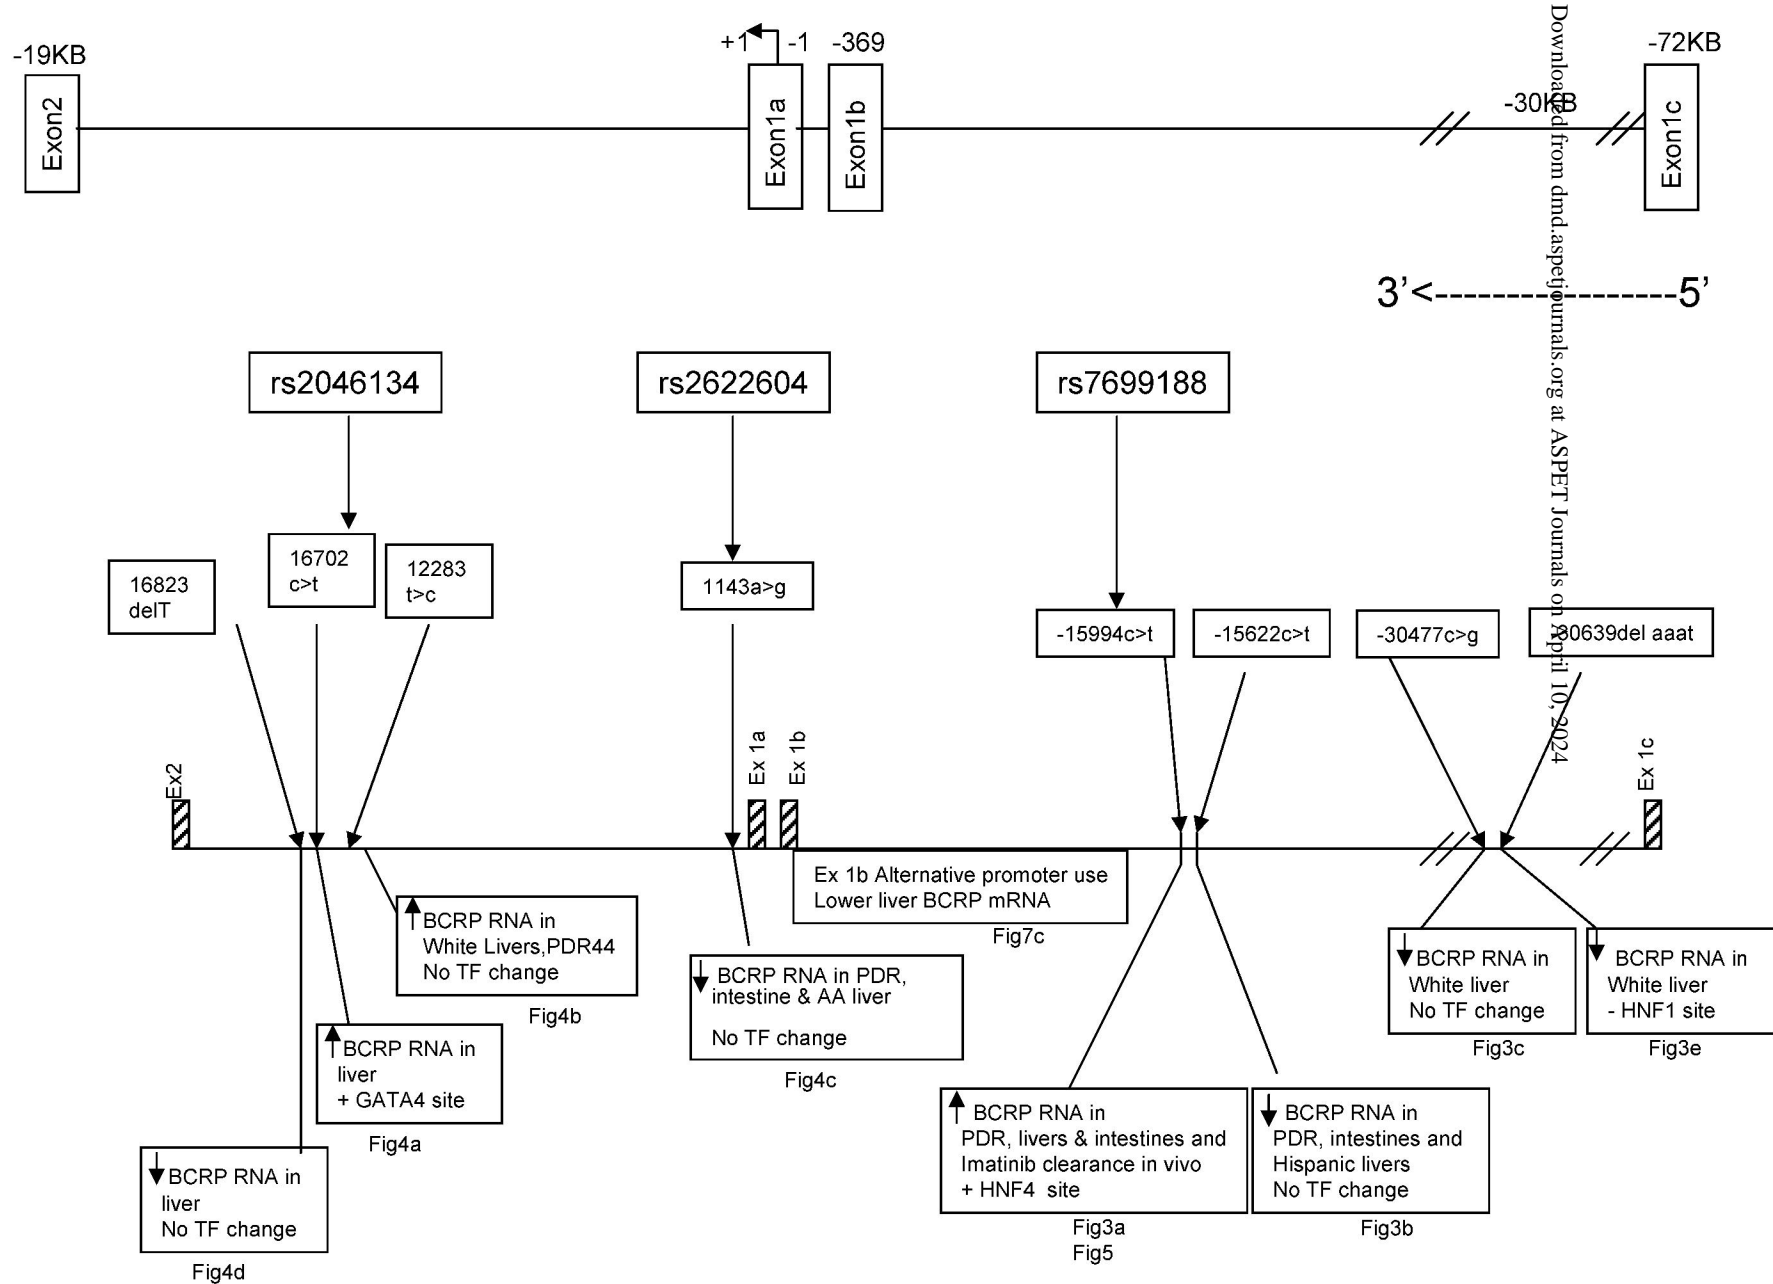 -19KB
+1
-1
-369
-72KB
-30KB
Exon2
Exon1a
Exon1b
Exon1c
3’<-----------------5’
rs2046134
rs2622604
rs7699188
16823
delT
16702
c>t
12283
t>c
1143a>g
-15994c>t
-15622c>t
-30477c>g
-30639del aaat
Ex2
Ex 1a
Ex 1b
Ex 1c
Ex 1b Alternative promoter use
Lower liver BCRP mRNA
Fig7c
↑ BCRP RNA in
White Livers,PDR44
No TF change
Fig4b
↑ BCRP RNA in
liver
+ GATA4 site
Fig4a
↓ BCRP RNA in
liver
No TF change
Fig4d
↓ BCRP RNA in PDR,
intestine & AA liver
No TF change
Fig4c
↑ BCRP RNA in
PDR, livers & intestines and
Imatinib clearance in vivo
+ HNF4 site
Fig3a
Fig5
↓ BCRP RNA in
PDR, intestines and
Hispanic livers
No TF change
Fig3b
↓ BCRP RNA in
White liver
No TF change
Fig3c
↓ BCRP RNA in
White liver
- HNF1 site
Fig3e
Downloaded from dmd.aspetjournals.org at ASPET Journals on April 10, 2024